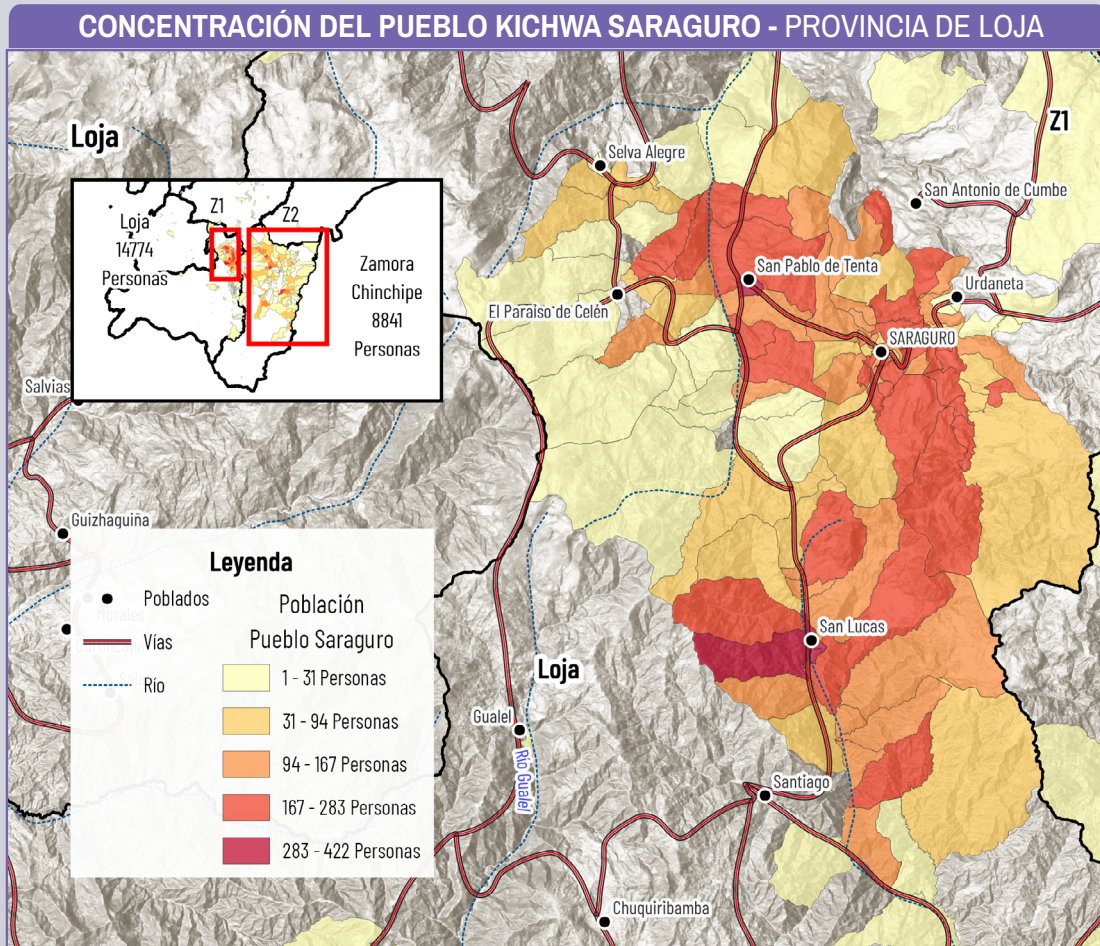 CONCENTRACIÓN DEL PUEBLO KICHWA SARAGURO - PROVINCIA DE LOJA
Loja
Z1
Selva Alegre
San Antonio de Cumbe
Z1
Z2
Loja
14774
Personas
Zamora
Chinchipe
8841
Personas
San Pablo de Tenta
Urdaneta
El Paraíso de Celén
SARAGURO
Salvias
Guizhaguiña
Leyenda
Poblados
Vías
Río
Población
Pueblo Saraguro
1 - 31 Personas
31 - 94 Personas
94 - 167 Personas
167 - 283 Personas
283 - 422 Personas
Morales
San Lucas
Loja
Gualel
Río Gualel
Santiago
Chuquiribamba